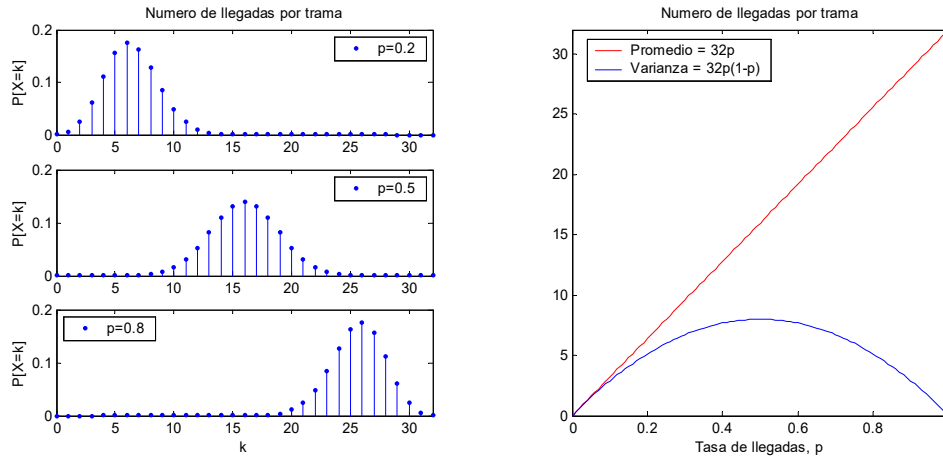 Numero de llegadas por trama
P[X=k]
0.2
0.1
0
p=0.2
0 5 10 15 20 25 30
P[X=k]
0.2
0.1
0
p=0.5
0 5 10 15 20 25 30
P[X=k]
0.2
0.1
0
p=0.8
0 5 10 15 20 25 30
k
Numero de llegadas por trama
Promedio = 32p
Varianza = 32p(1-p)
30
25
20
15
10
5
0
0 0.2 0.4 0.6 0.8
Tasa de llegadas, p